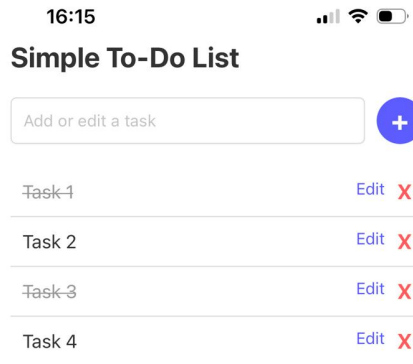 16:15
Simple To-Do List
Add or edit a task +
Task 1 Edit X
Task 2 Edit X
Task 3 Edit X
Task 4 Edit X